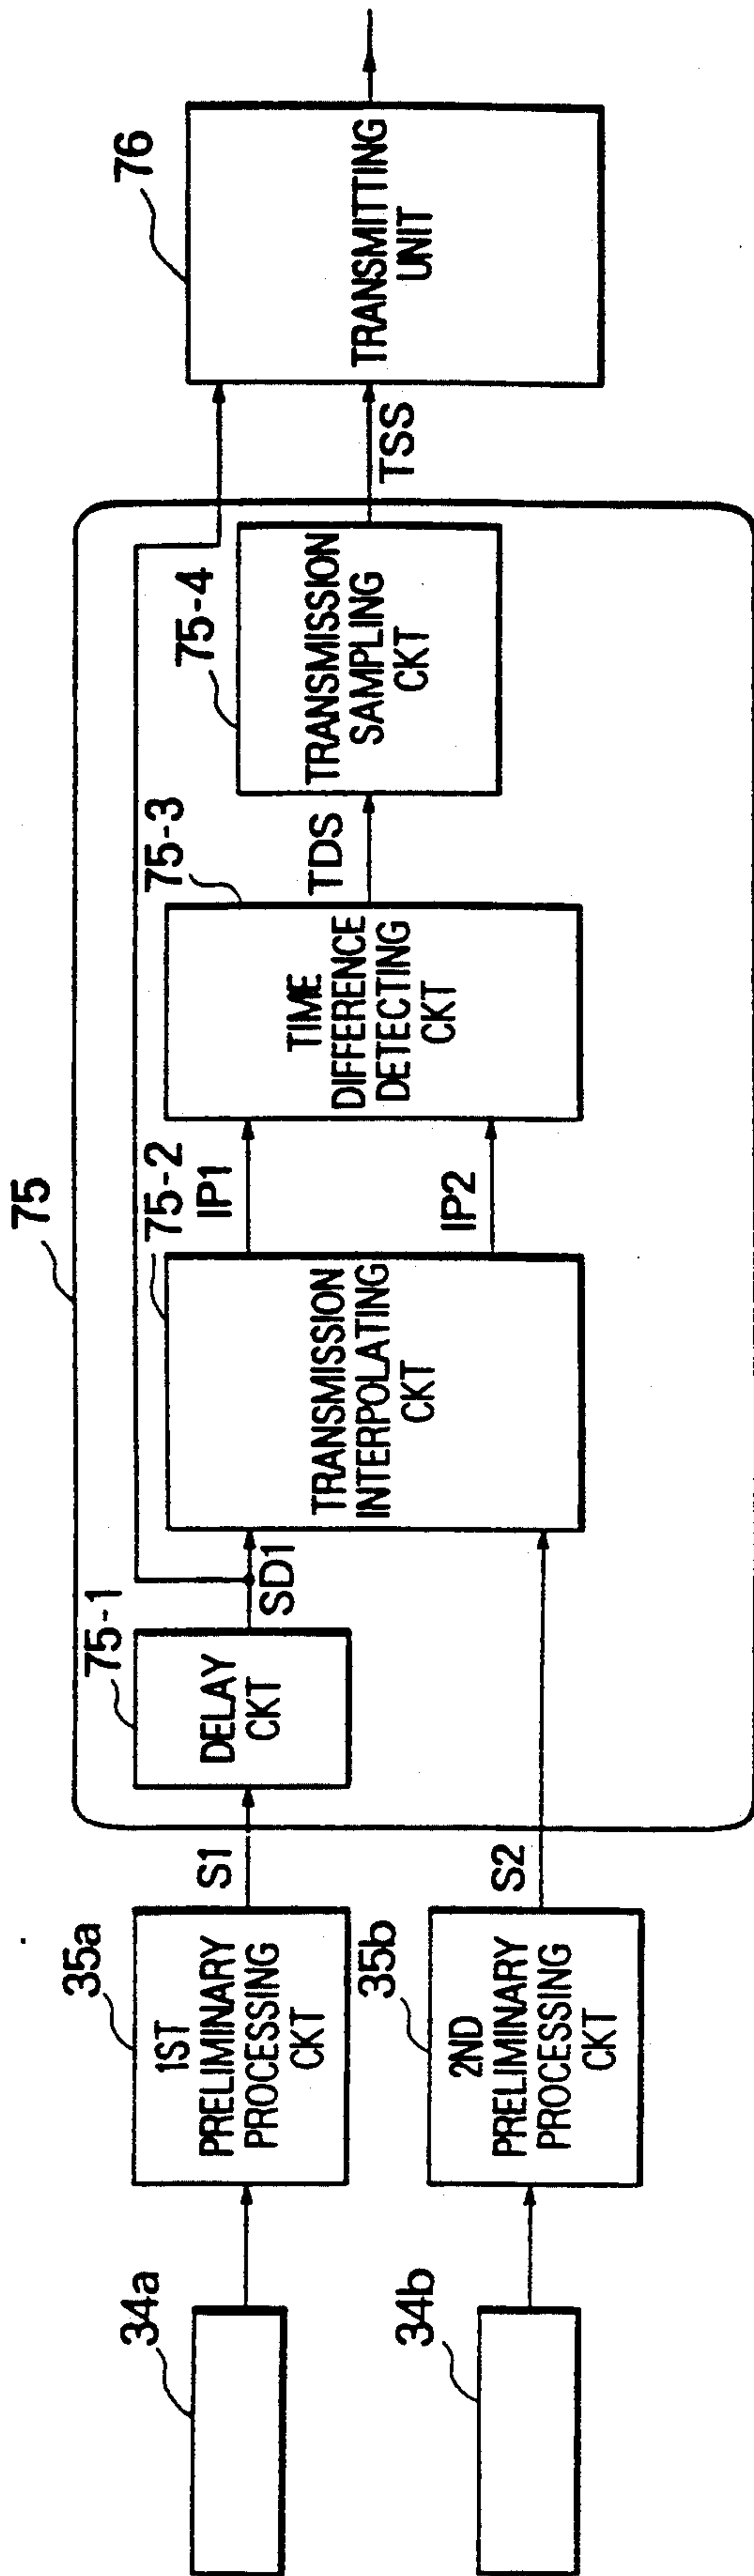 34a
34b
35a
1ST
PRELIMINARY
PROCESSING
CKT
35b
2ND
PRELIMINARY
PROCESSING
CKT
S1
S2
75
75-1
DELAY
CKT
SD1
75-2
TRANSMISSION
INTERPOLATING
CKT
IP1
IP2
75-3
TIME
DIFFERENCE
DETECTING
CKT
TDS
75-4
TRANSMISSION
SAMPLING
CKT
TSS
76
TRANSMITTING
UNIT